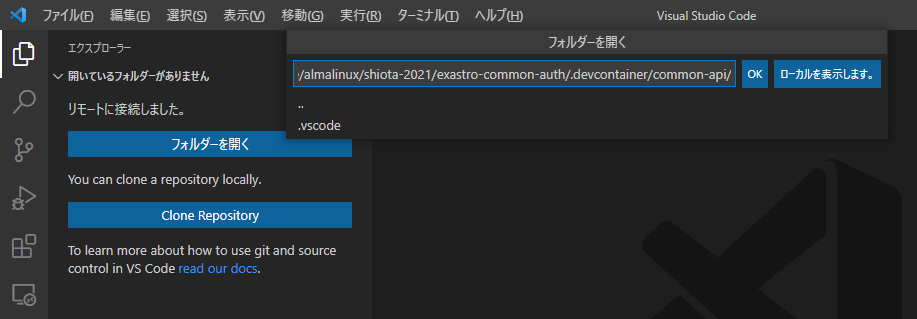 ファイル(F) 編集(E) 選択(S) 表示(V) 移動(G) 実行(R) ターミナル(T) ヘルプ(H) Visual Studio Code
エクスプローラー
開いているフォルダーがありません
リモートに接続しました。
フォルダーを開く
You can clone a repository locally.
Clone Repository
To learn more about how to use git and source
control in VS Code read our docs.
フォルダーを開く
/almalinux/shiota-2021/exastro-common-auth/.devcontainer/common-api/
OK
ローカルを表示します。
..
.vscode